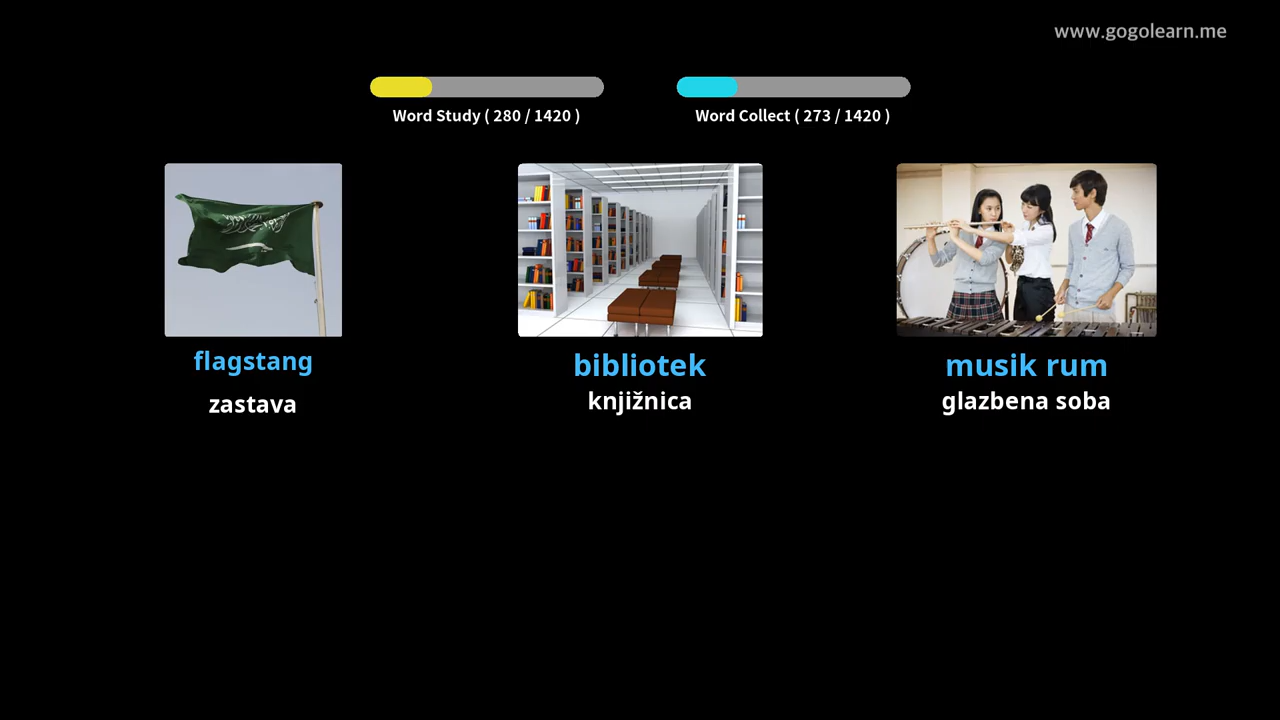 www.gogolearn.me
Word Study ( 280 / 1420 )
Word Collect ( 273 / 1420 )
flagstang
bibliotek
musik rum
zastava
knjižnica
glazbena soba